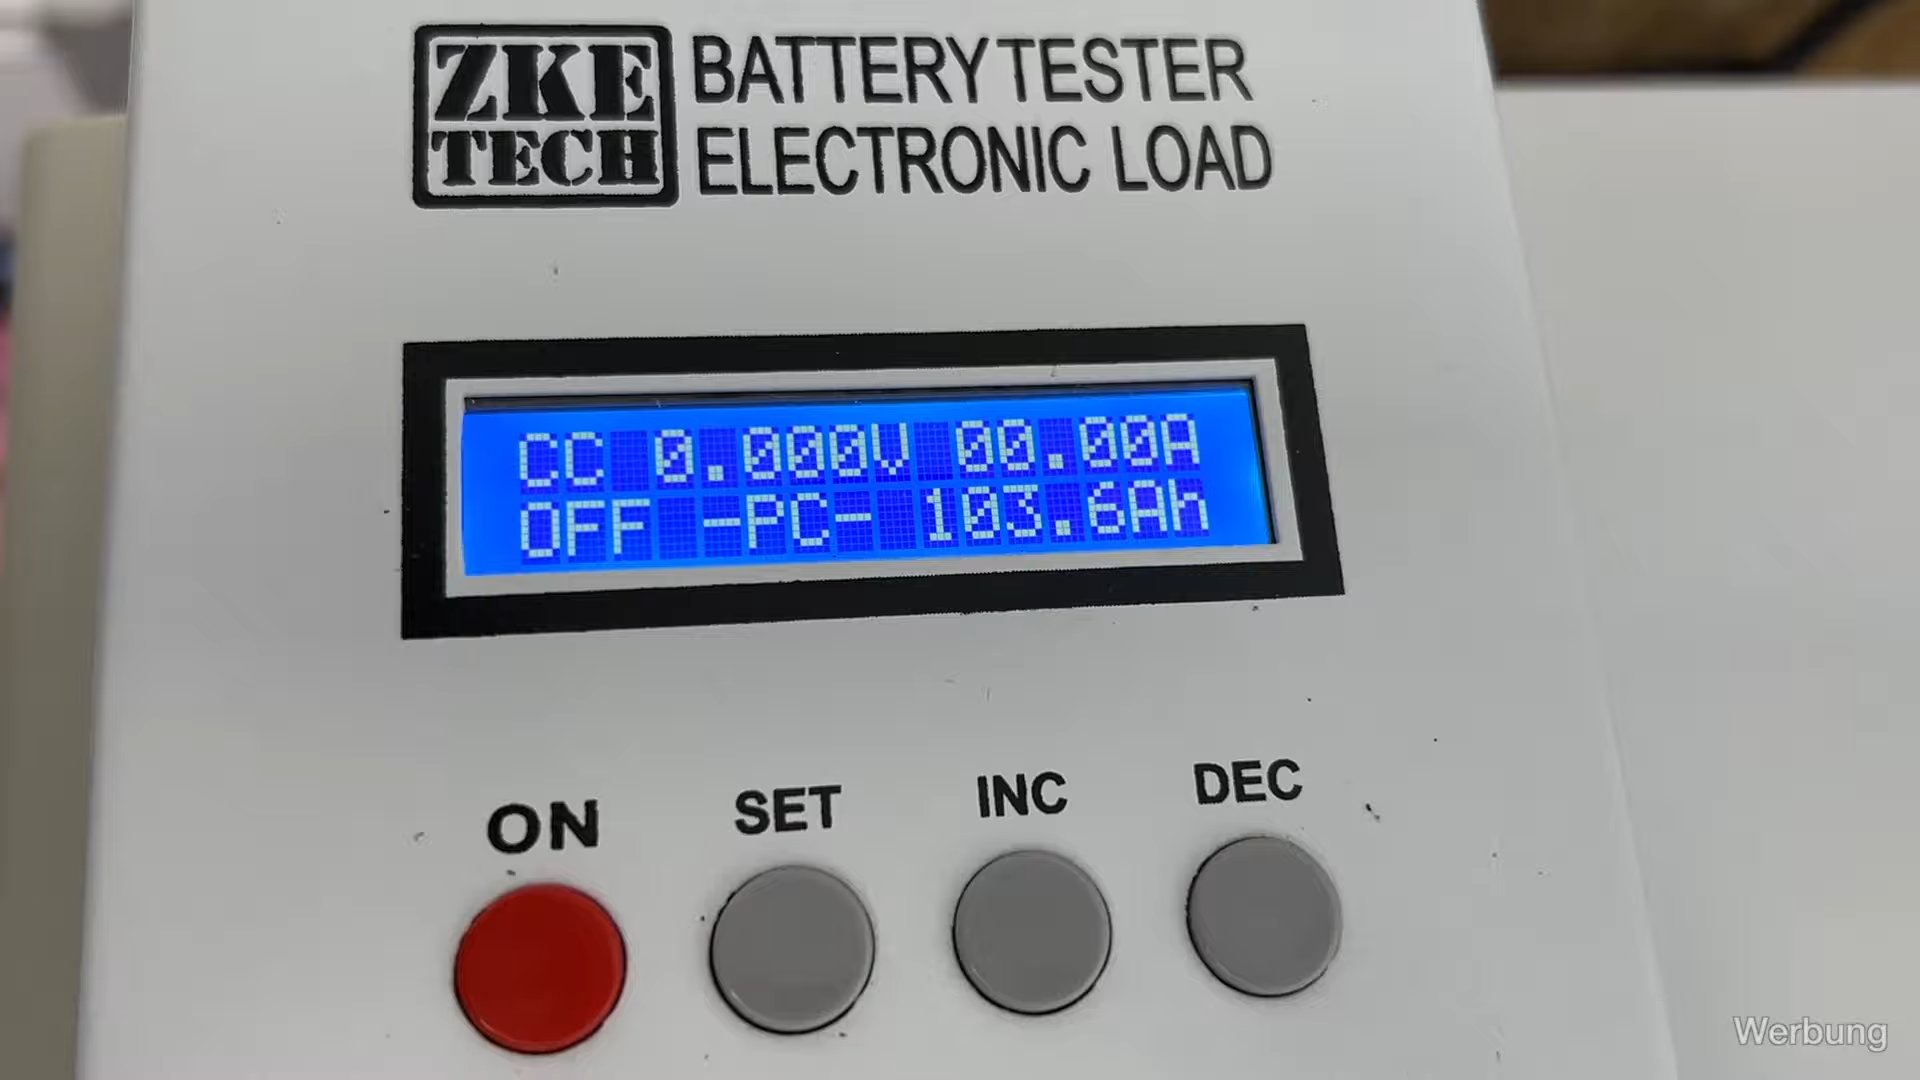 ZKE
TECH
BATTERY TESTER
ELECTRONIC LOAD
CC 0.000V 00.00A
OFF -PC- 103.6Ah
ON
SET
INC
DEC
Werbung